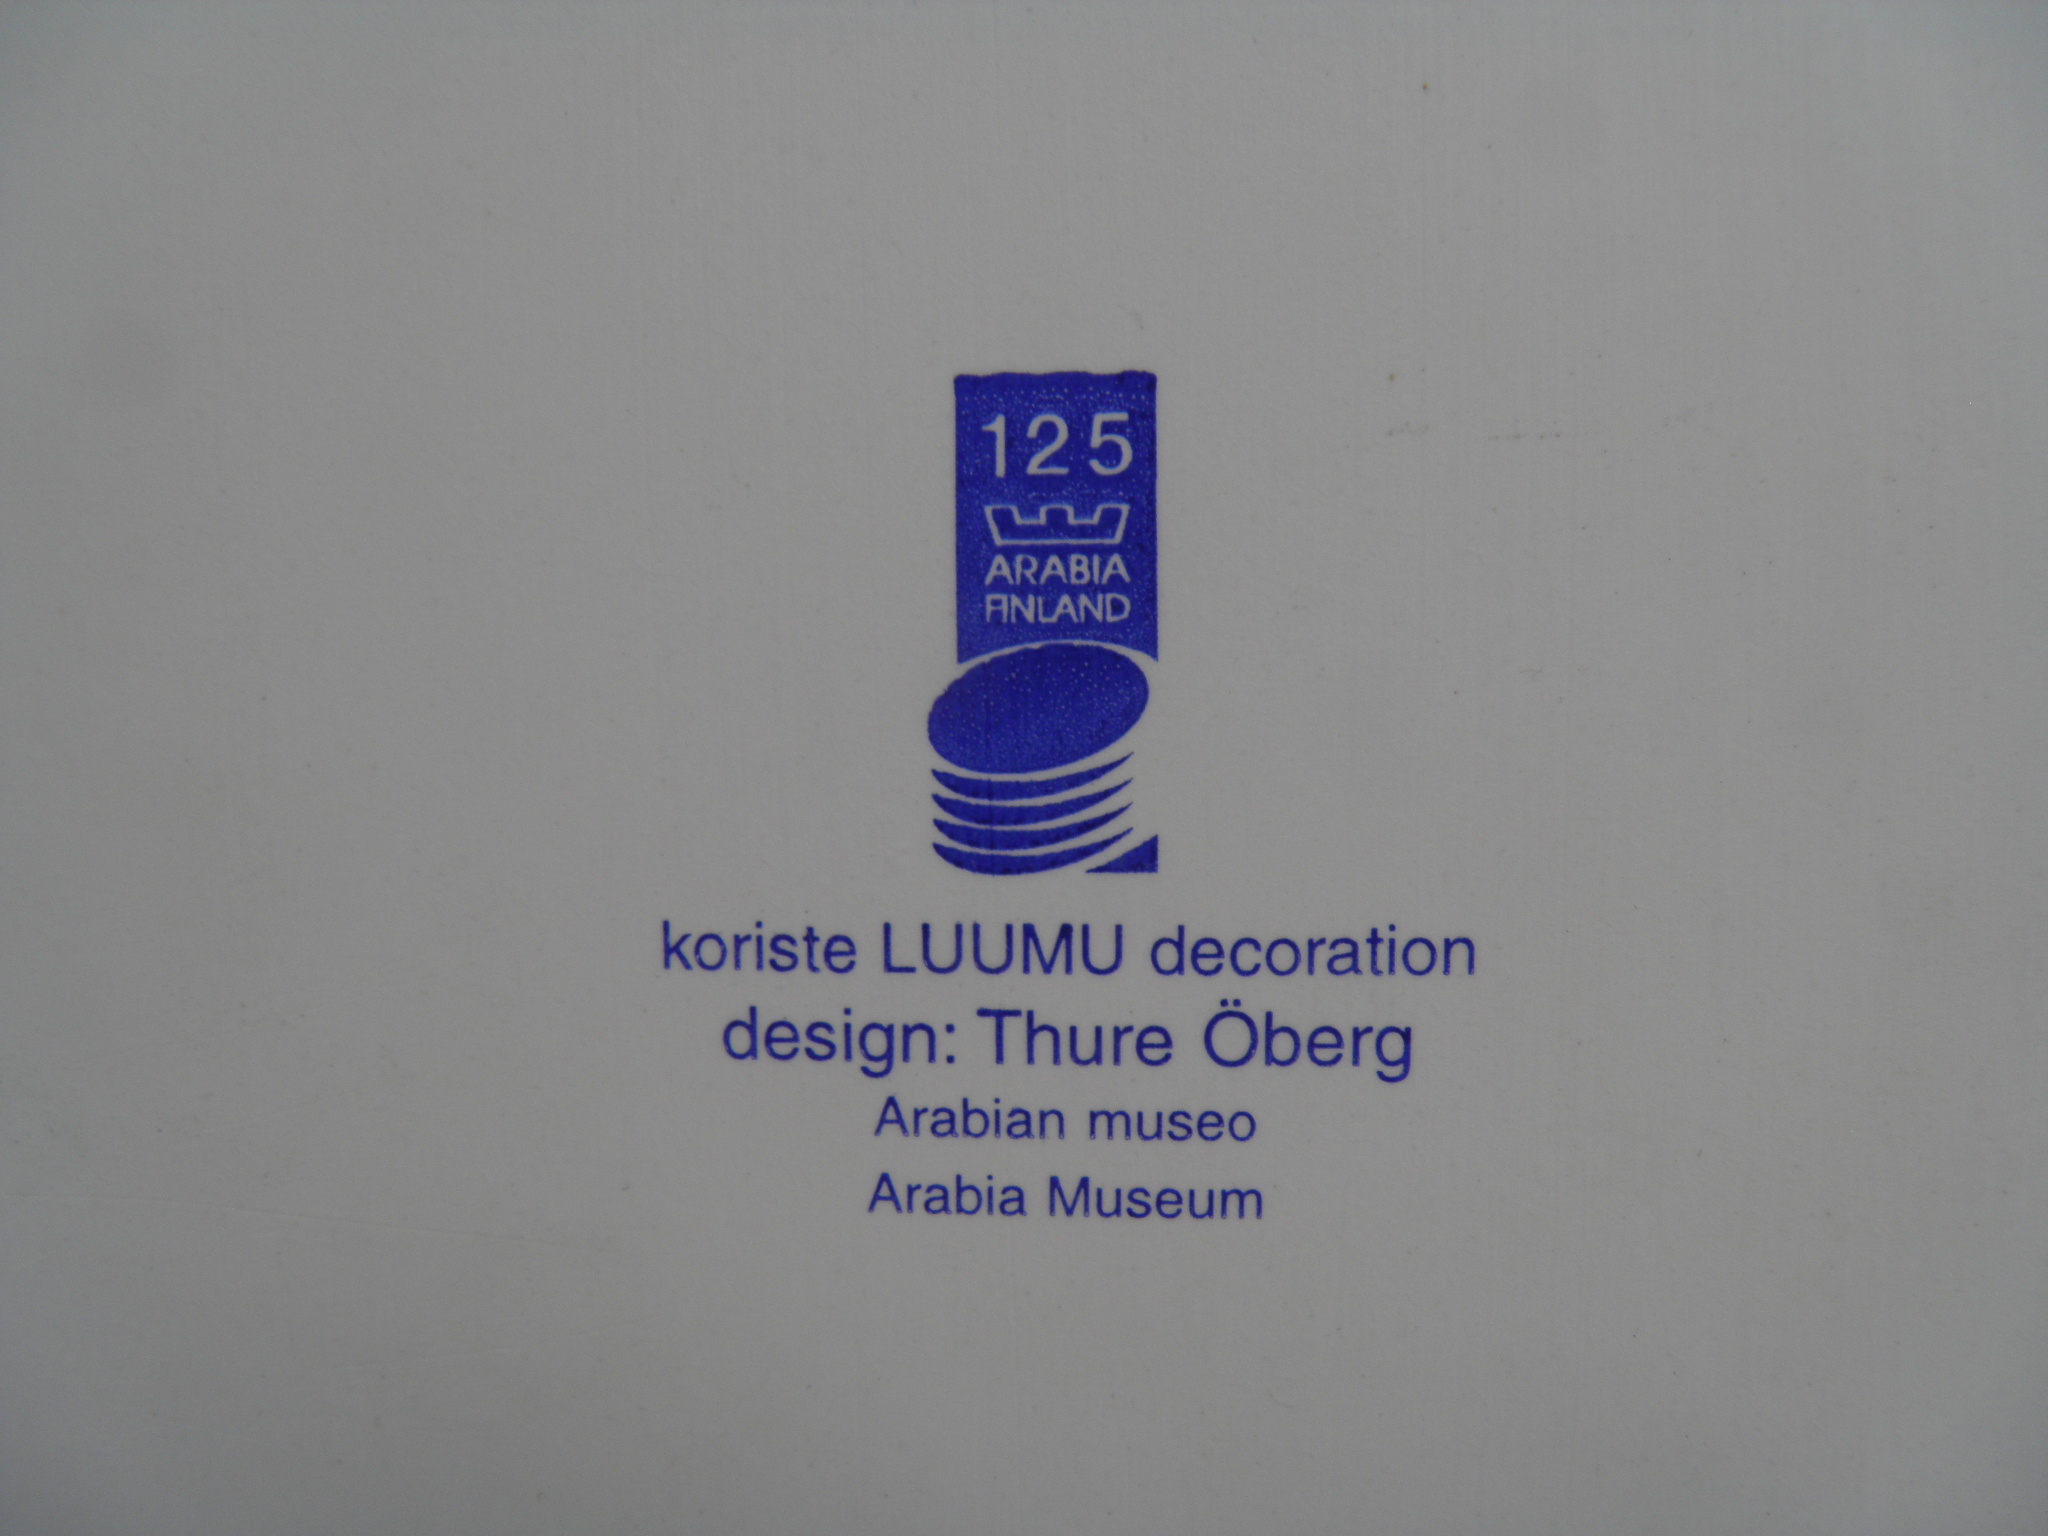 125
ARABIA
FINLAND
koriste LUUMU decoration
design: Thure Öberg
Arabian museo
Arabia Museum